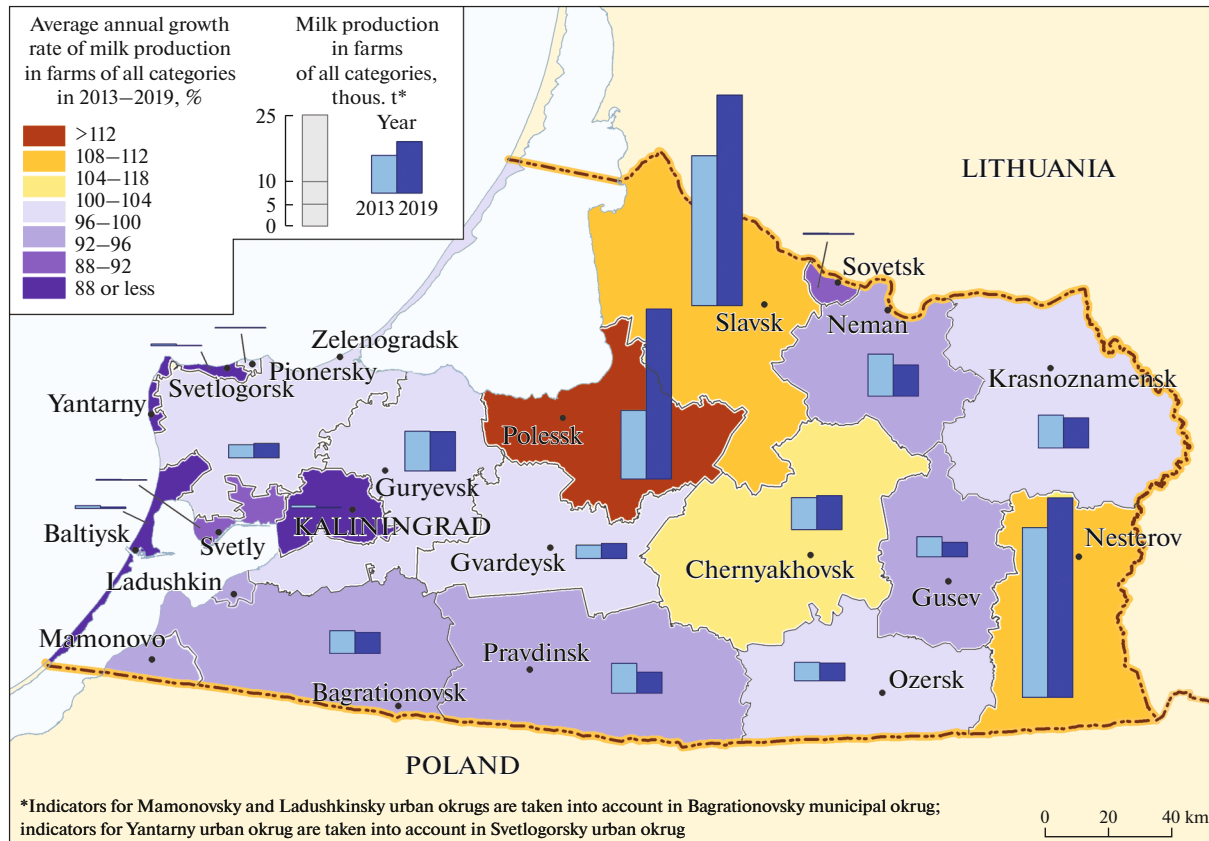 Average annual growth
rate of milk production
in farms of all categories
in 2013–2019, %
>112
108–112
104–118
100–104
96–100
92–96
88–92
88 or less
Milk production
in farms
of all categories,
thous. t*
25
10
5
0
Year
2013 2019
LITHUANIA
Sovetsk
Slavsk
Neman
Zelenogradsk
Pionersky
Svetlogorsk
Krasnoznamensk
Yantarny
Polessk
Guryevsk
KALININGRAD
Baltiysk
Svetly
Gvardeysk
Chernyakhovsk
Nesterov
Ladushkin
Gusev
Mamonovo
Pravdinsk
Ozersk
Bagrationovsk
POLAND
*Indicators for Mamonovsky and Ladushkinsky urban okrugs are taken into account in Bagrationovsky municipal okrug;
indicators for Yantarny urban okrug are taken into account in Svetlogorsky urban okrug
0 20 40 km